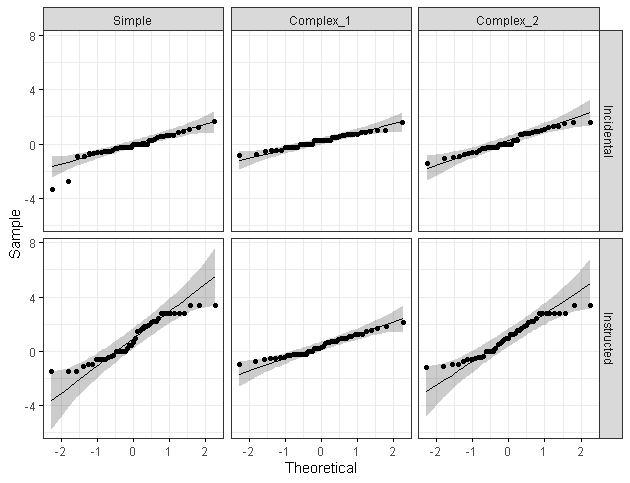 Simple Complex_1 Complex_2
8
4
0
-4
Incidental
8
4
0
-4
Instructed
Sample
-2 -1 0 1 2 -2 -1 0 1 2 -2 -1 0 1 2
Theoretical